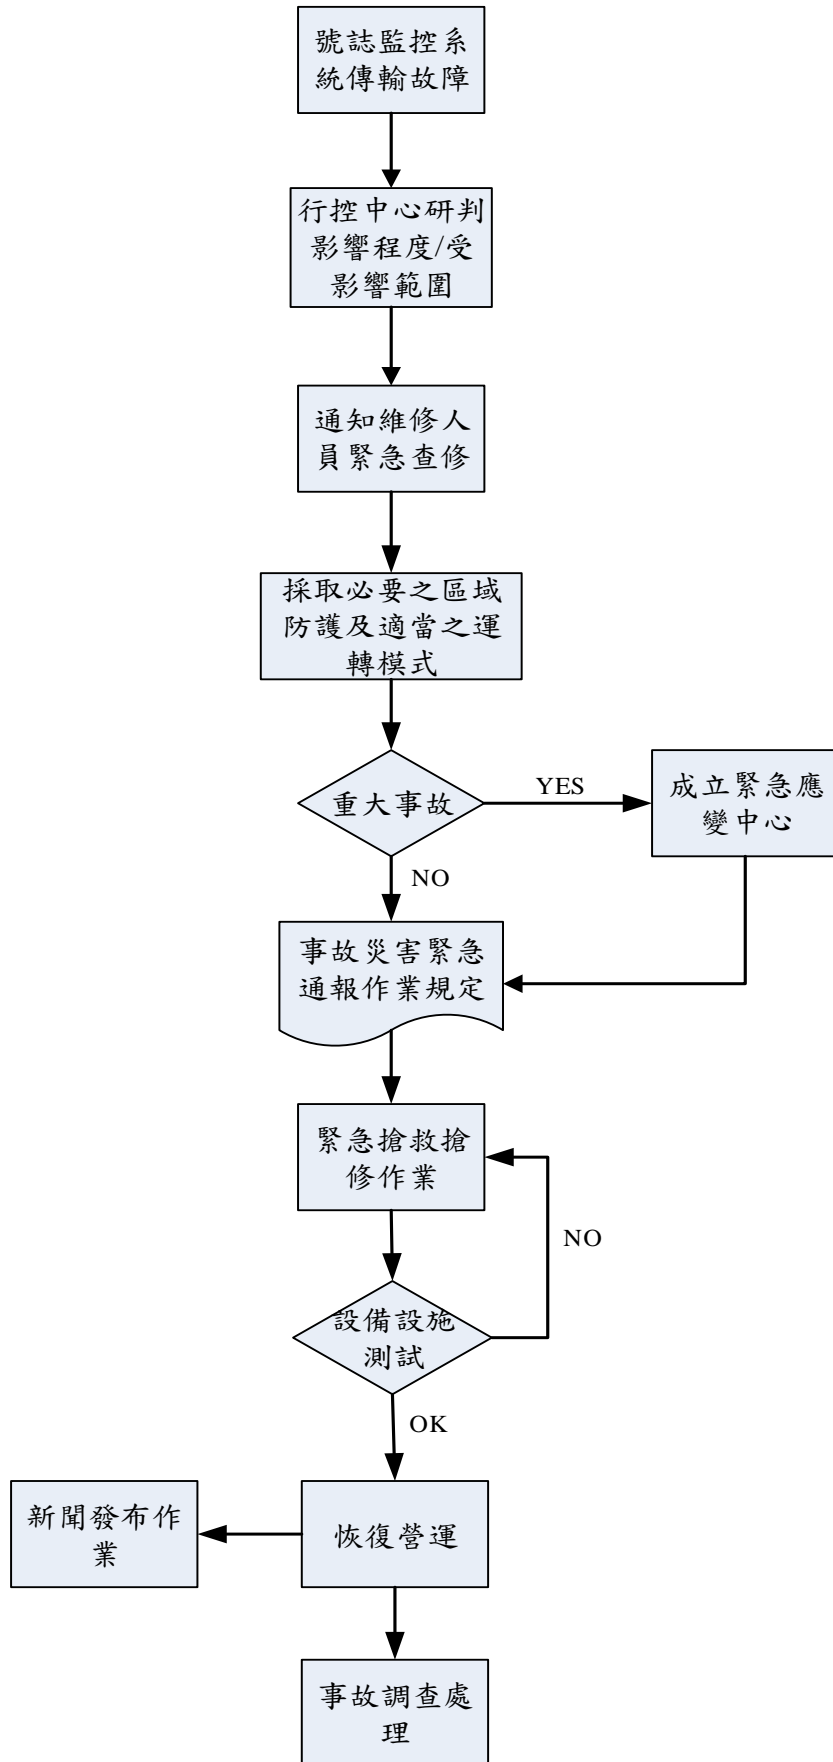 號誌監控系
統傳輸故障
行控中心研判
影響程度/受
影響範圍
通知維修人
員緊急查修
採取必要之區域
防護及適當之運
轉模式
重大事故
YES
成立緊急應
變中心
NO
事故災害緊急
通報作業規定
緊急搶救搶
修作業
NO
設備設施
測試
OK
新聞發布作
業
恢復營運
事故調查處
理